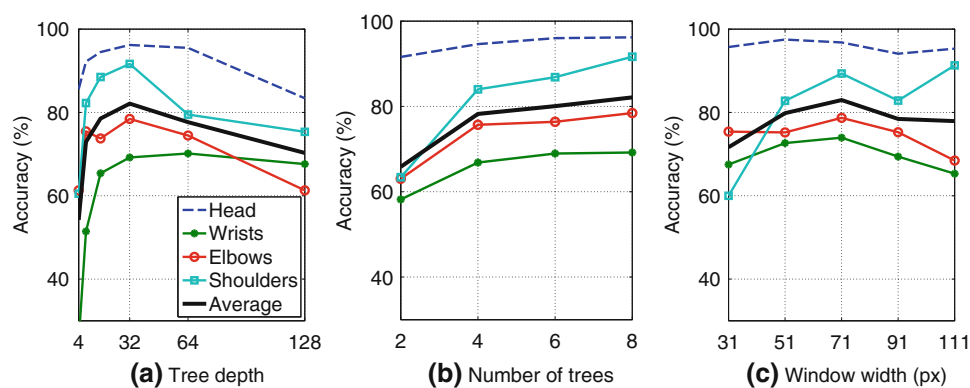 Accuracy (%)
100
80
60
40
4
32
64
128
Head
Wrists
Elbows
Shoulders
Average
(a) Tree depth
Accuracy (%)
100
80
60
40
2
4
6
8
(b) Number of trees
Accuracy (%)
100
80
60
40
31
51
71
91
111
(c) Window width (px)